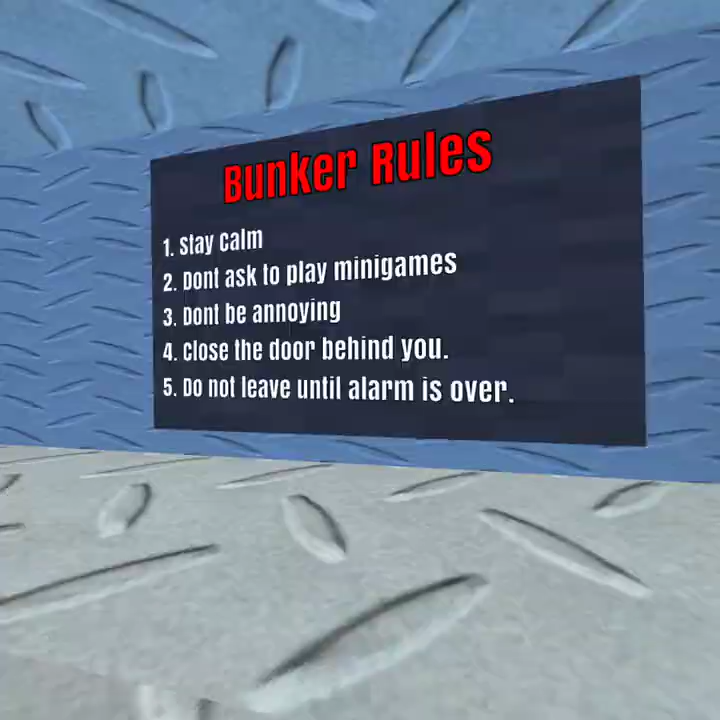 Bunker Rules
1. Stay calm
2. Dont ask to play minigames
3. Dont be annoying
4. Close the door behind you.
5. Do not leave until alarm is over.